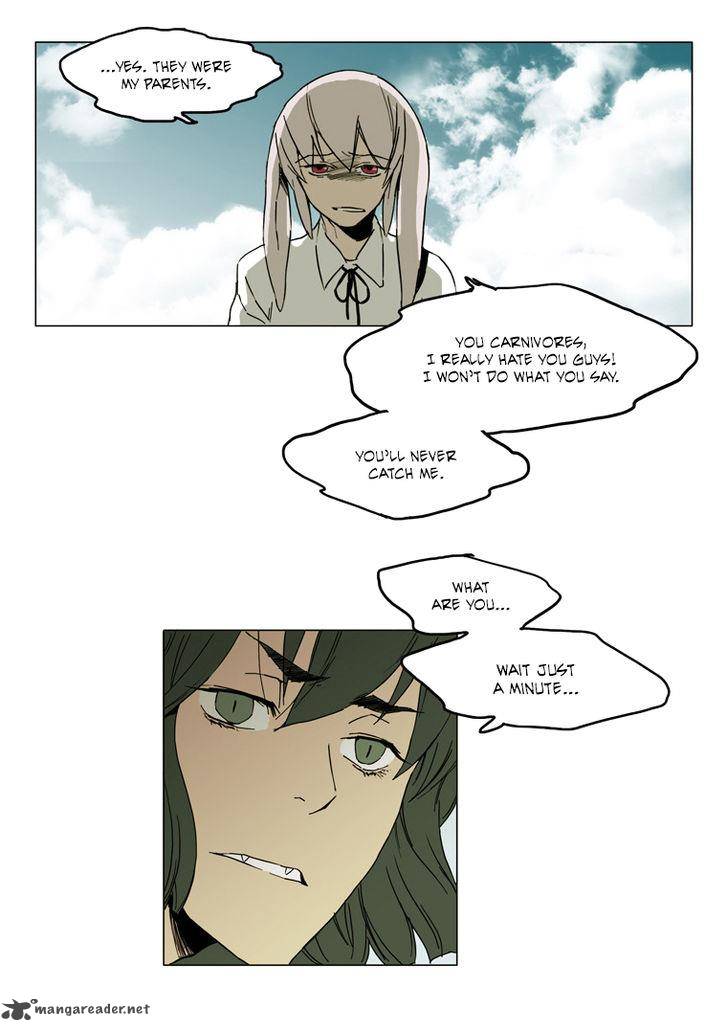 ...YES. THEY WERE
MY PARENTS.
YOU CARNIVORES,
I REALLY HATE YOU GUYS!
I WON'T DO WHAT YOU SAY.
YOU'LL NEVER
CATCH ME.
WHAT
ARE YOU...
WAIT JUST
A MINUTE...
mangareader.net